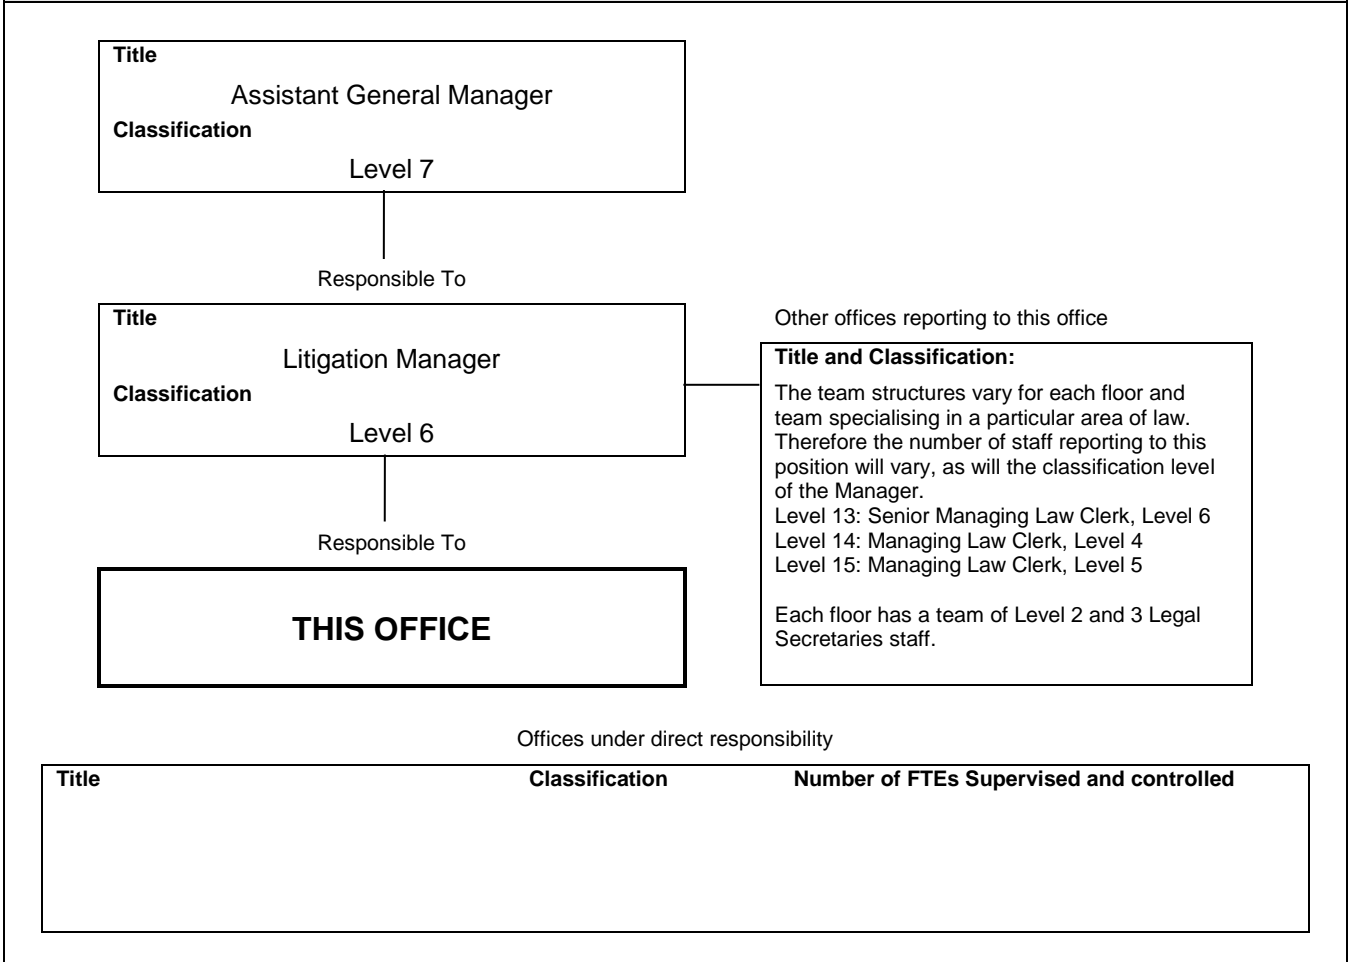 Title
Assistant General Manager
Classification
Level 7
Responsible To
Title
Litigation Manager
Classification
Level 6
Other offices reporting to this office
Title and Classification:
The team structures vary for each floor and
team specialising in a particular area of law.
Therefore the number of staff reporting to this
position will vary, as will the classification level
of the Manager.
Level 13: Senior Managing Law Clerk, Level 6
Level 14: Managing Law Clerk, Level 4
Level 15: Managing Law Clerk, Level 5
Each floor has a team of Level 2 and 3 Legal
Secretaries staff.
Responsible To
THIS OFFICE
Offices under direct responsibility
Title Classification Number of FTEs Supervised and controlled